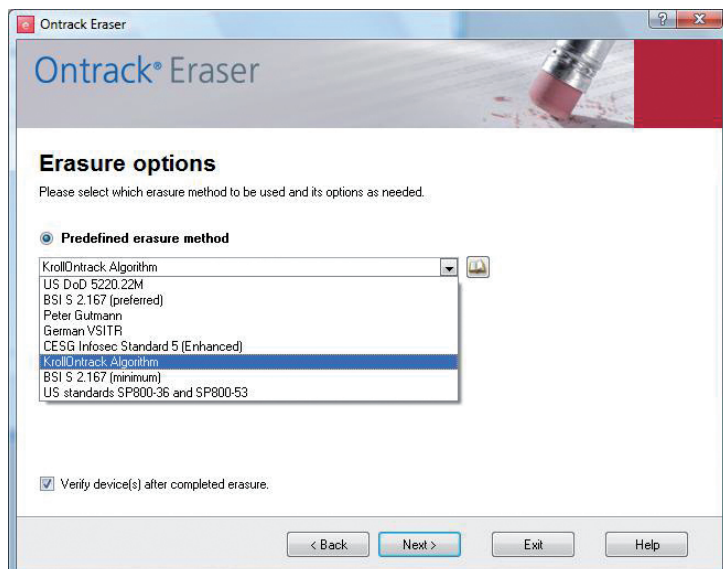 Ontrack Eraser
Ontrack® Eraser
Erasure options
Please select which erasure method to be used and its options as needed.
Predefined erasure method
KrollOntrack Algorithm
US DoD 5220.22M
BSI S 2.167 (preferred)
Peter Gutmann
German VSITR
CESG Infosec Standard 5 (Enhanced)
KrollOntrack Algorithm
BSI S 2.167 (minimum)
US standards SP800-36 and SP800-53
Verify device(s) after completed erasure.
< Back Next > Exit Help